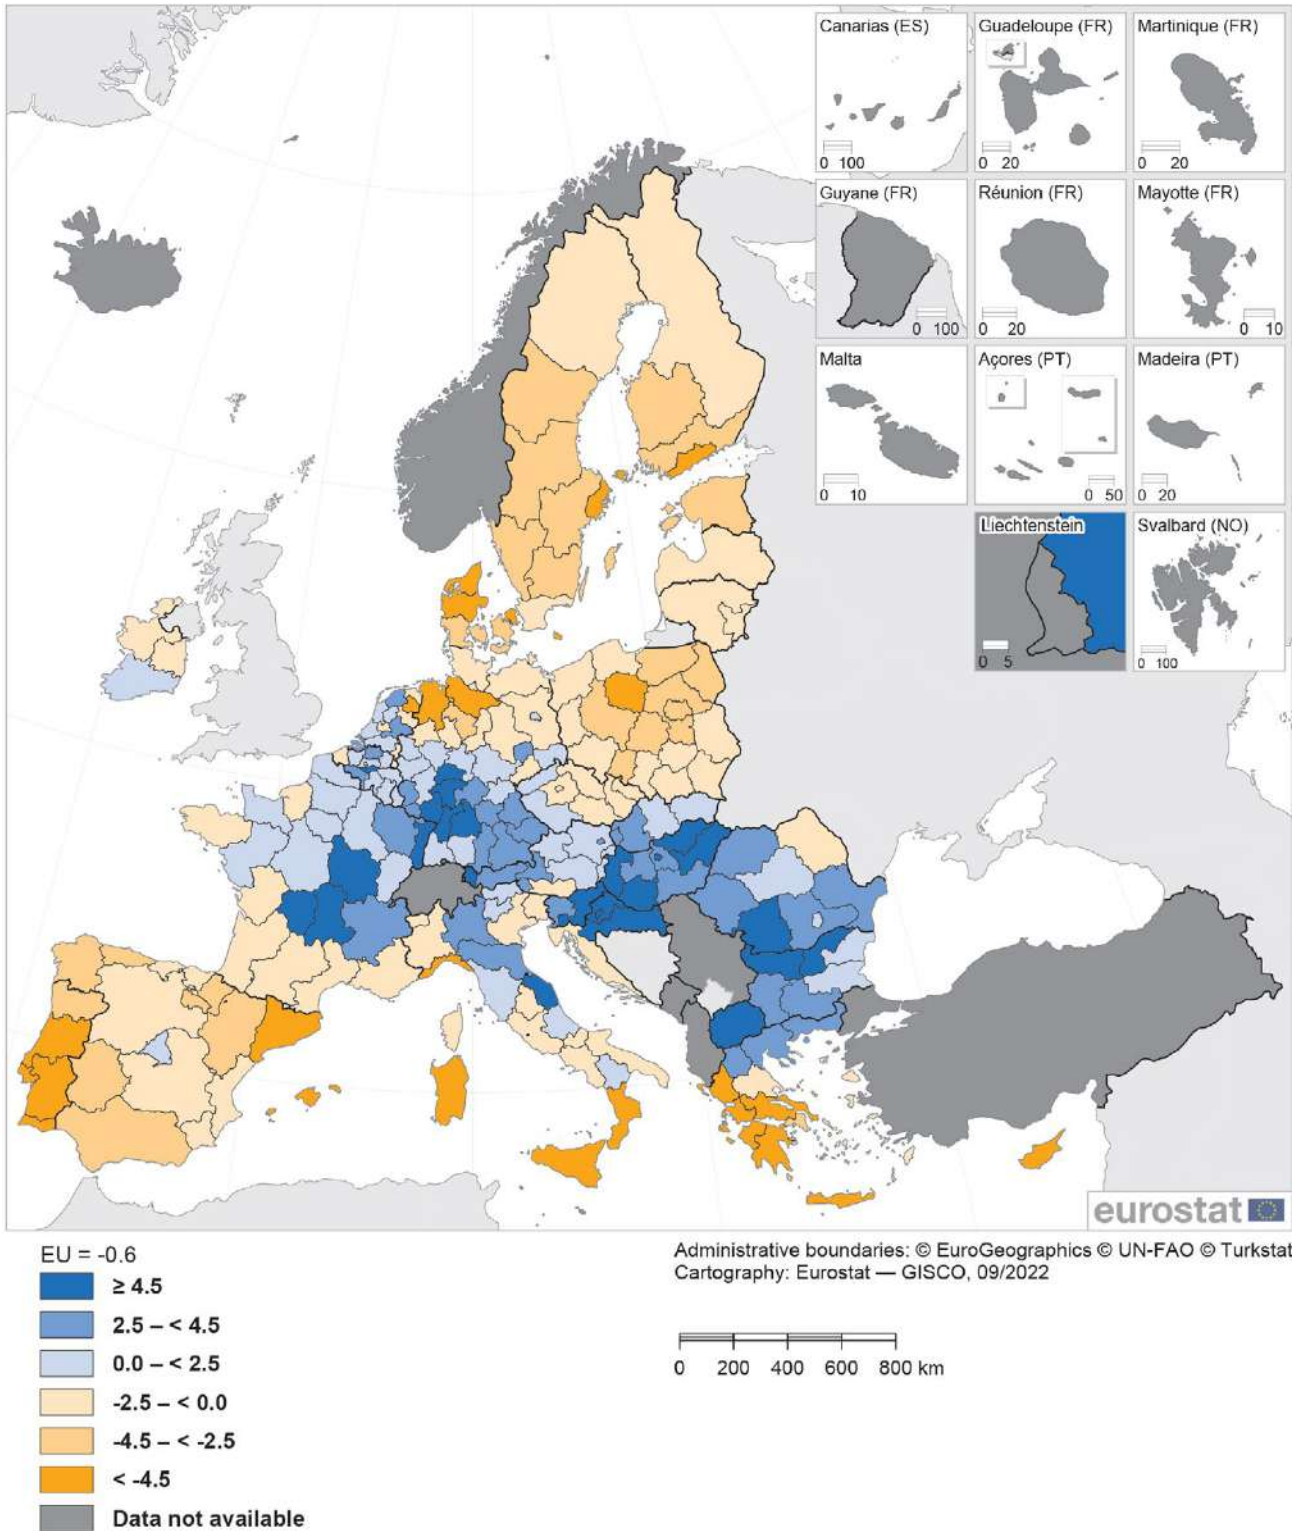 Canarias (ES)
0 100
Guadeloupe (FR)
0 20
Martinique (FR)
0 20
Guyane (FR)
0 100
Réunion (FR)
0 20
Mayotte (FR)
0 10
Malta
0 10
Açores (PT)
0 50
Madeira (PT)
0 20
Liechtenstein
0 5
Svalbard (NO)
0 100
eurostat
EU = -0.6
≥ 4.5
2.5 – < 4.5
0.0 – < 2.5
-2.5 – < 0.0
-4.5 – < -2.5
< -4.5
Data not available
Administrative boundaries: © EuroGeographics © UN-FAO © Turkstat
Cartography: Eurostat — GISCO, 09/2022
0 200 400 600 800 km